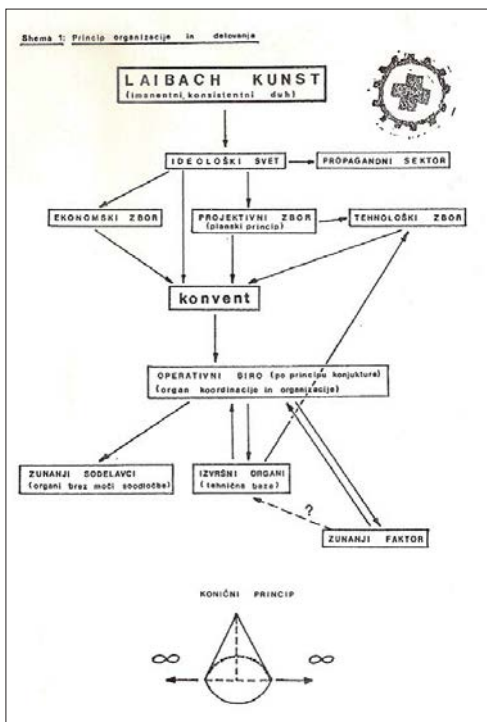 Shema 1: Princip organizacije in delovanja
LAIBACH KUNST
(imanentni, konsistentni duh)
IDEOLOŠKI SVET
PROPAGANDNI SEKTOR
EKONOMSKI ZBOR
PROJEKTIVNI ZBOR
(planski princip)
TEHNOLOŠKI ZBOR
konvent
OPERATIVNI BIRO (po principu konjukture)
(organ koordinacije in organizacije)
ZUNANJI SODELAVCI
(organi brez moči soodločbe)
IZVRŠNI ORGANI
(tehnična baza)
?
ZUNANJI FAKTOR
KONIČNI PRINCIP
∞ ∞